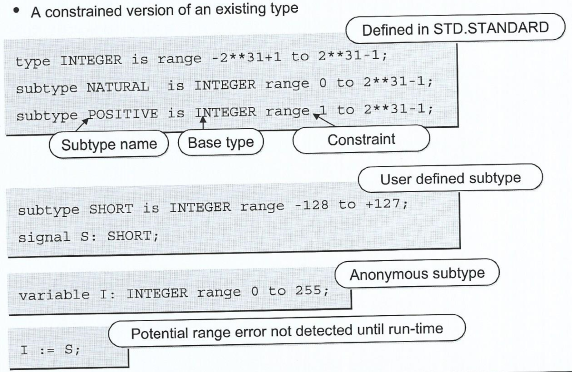 • A constrained version of an existing type
Defined in STD.STANDARD
type INTEGER is range -2**31+1 to 2**31-1;
subtype NATURAL is INTEGER range 0 to 2**31-1;
subtype POSITIVE is INTEGER range 1 to 2**31-1;
Subtype name Base type Constraint
User defined subtype
subtype SHORT is INTEGER range -128 to +127;
signal S: SHORT;
Anonymous subtype
variable I: INTEGER range 0 to 255;
Potential range error not detected until run-time
I := S;